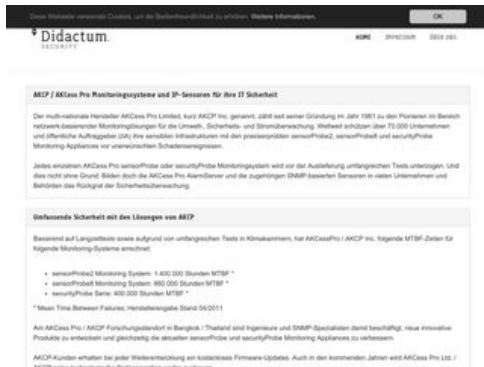 Diese Webseite verwendet Cookies, um die Bedienfreundlichkeit zu erhöhen. Weitere Informationen.
OK
Didactum
SECURITY
HOME IMPRESSUM ÜBER UNS
AKCP / AKCess Pro Monitoringsysteme und IP-Sensoren für ihre IT Sicherheit
Der multi-nationale Hersteller AKCess Pro Limited, kurz AKCP Inc. genannt, zählt seit seiner Gründung im Jahr 1981 zu den Pionieren im Bereich
netzwerk-basierender Monitoringlösungen für die Umwelt-, Sicherheits- und Stromüberwachung. Weltweit schützen über 70.000 Unternehmen
und öffentliche Auftraggeber (öA) ihre sensiblen Infrastrukturen mit den praxiserprobten sensorProbe2, sensorProbe8 und securityProbe
Monitoring Appliances vor unerwünschten Schadensereignissen.
Jedes einzelnen AKCess Pro sensorProbe oder securityProbe Monitoringsystem wird vor der Auslieferung umfangreichen Tests unterzogen. Und
dies nicht ohne Grund: Bilden doch die AKCess Pro AlarmServer und die zugehörigen SNMP-basierten Sensoren in vielen Unternehmen und
Behörden das Rückgrat der Sicherheitsüberwachung.
Umfassende Sicherheit mit den Lösungen von AKCP
Basierend auf Langzeittests sowie aufgrund von umfangreichen Tests in Klimakammern, hat AKCessPro / AKCP Inc. folgende MTBF-Zeiten für
folgende Monitoring-Systeme errechnet:
sensorProbe2 Monitoring System: 1.400.000 Stunden MTBF *
sensorProbe8 Monitoring System: 860.000 Stunden MTBF *
securityProbe Serie: 400.000 Stunden MTBF *
* Mean Time Between Failures; Herstellerangabe Stand 04/2011
Am AKCess Pro / AKCP Forschungsstandort in Bangkok / Thailand sind Ingenieure und SNMP-Spezialisten damit beschäftigt, neue innovative
Produkte zu entwickeln und gleichzeitig die aktuellen sensorProbe und securityProbe Monitoring Appliances zu verbessern.
AKCP-Kunden erhalten bei jeder Weiterentwicklung ein kostenloses Firmware-Updates. Auch in den kommenden Jahren wird AKCess Pro Ltd. /